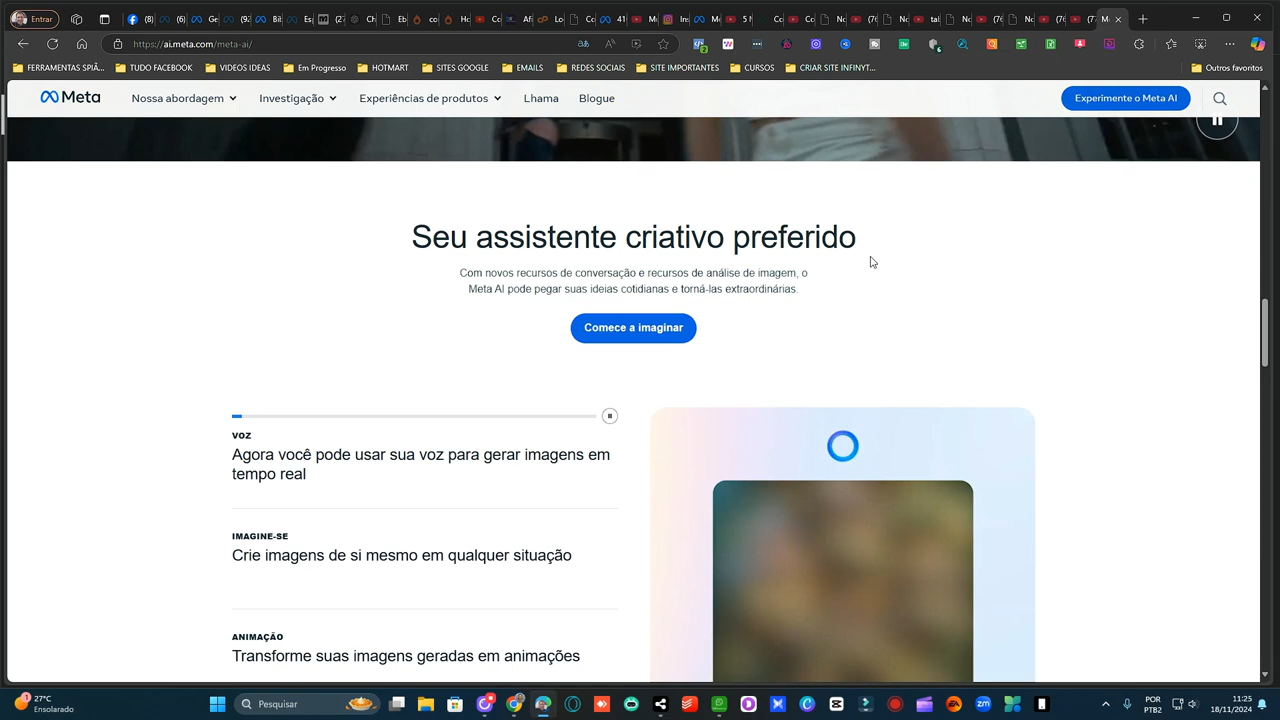 Entrar
https://ai.meta.com/meta-ai/
FERRAMENTAS SPIÃ...
TUDO FACEBOOK
VIDEOS IDEAS
Em Progresso
HOTMART
SITES GOOGLE
EMAILS
REDES SOCIAIS
SITE IMPORTANTES
CURSOS
CRIAR SITE INFINYT...
Outros favoritos
Meta
Nossa abordagem
Investigação
Experiências de produtos
Lhama
Blogue
Experimente o Meta AI
Seu assistente criativo preferido
Com novos recursos de conversação e recursos de análise de imagem, o
Meta AI pode pegar suas ideias cotidianas e torná-las extraordinárias.
Comece a imaginar
VOZ
Agora você pode usar sua voz para gerar imagens em
tempo real
IMAGINE-SE
Crie imagens de si mesmo em qualquer situação
ANIMAÇÃO
Transforme suas imagens geradas em animações
27°C
Ensolarado
Pesquisar
POR
PTB2
11:25
18/11/2024